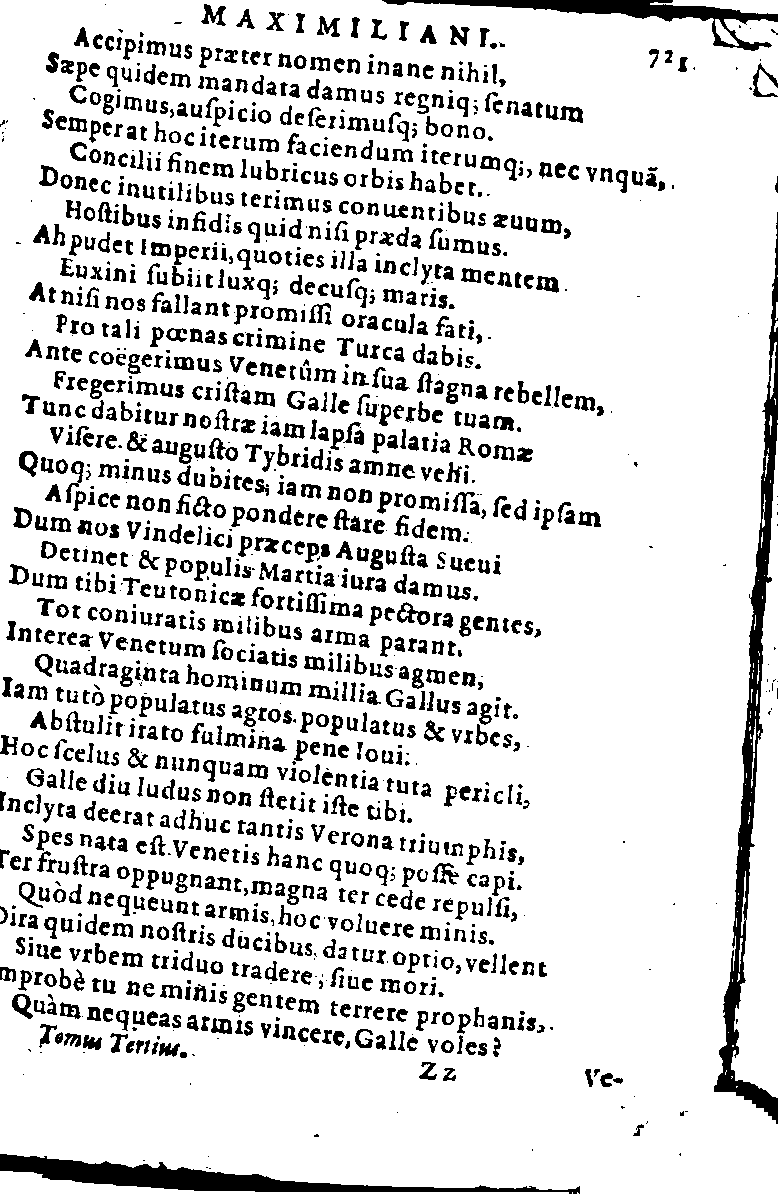 MAXIMILIANI. 721.
Accipimus præter nomen inane nihil,
Sæpe quidem mandata damus regniq; ſenatum
Cogimus, auſpicio deſerimuſq; bono.
Semper at hoc iterum faciendum iterumq;, nec vnquã,
Concilii finem lubricus orbis habet.
Donec inutilibus terimus conuentibus æuum,
Hoſtibus infidis quid niſi præda ſumus.
Ah pudet Imperii, quoties illa inclyta mentem
Euxini ſubiit luxq; decuſq; maris.
At niſi nos fallant promiſſi oracula fati,
Pro tali pœnas crimine Turca dabis.
Ante coëgerimus Venetûm in ſua ſtagna rebellem,
Fregerimus criſtam Galle ſuperbe tuam.
Tunc dabitur noſtræ iam lapſa palatia Romæ
Viſere. & auguſto Tybridis amne vehi.
Quoq; minus dubites, iam non promiſſa, ſed ipſam
Aſpice non ficto pondere ſtare fidem.
Dum nos Vindelici præceps Auguſta Sueui
Detinet & populis Martia iura damus.
Dum tibi Teutonicæ fortiſſima pectora gentes,
Tot coniuratis milibus arma parant.
Interea Venetum ſociatis milibus agmen,
Quadraginta hominum millia Gallus agit.
Iam tutò populatus agros populatus & vrbes,
Abſtulit irato fulmina pene Ioui.
Hoc ſcelus & nunquam violentia tuta pericli,
Galle diu ludus non ſtetit iſte tibi.
Inclyta deerat adhuc tantis Verona triumphis,
Spes nata eſt Venetis hanc quoq; poſſe capi.
Ter fruſtra oppugnant, magna ter cede repulſi,
Quòd nequeunt armis, hoc voluere minis.
Dira quidem noſtris ducibus datur optio, vellent
Siue vrbem triduo tradere, ſiue mori.
mprobè tu ne minis gentem terrere prophanis,
Quàm nequeas armis vincere, Galle voles?
Tomus Tertius.
Zz Ve-